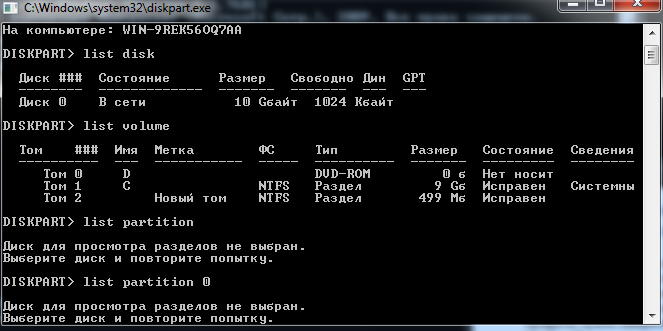 C:\Windows\system32\diskpart.exe
На компьютере: WIN-9REK56OQ7AA
DISKPART> list disk
Диск ### Состояние Размер Свободно Дин GPT
-------- ------------- ------- ------- --- ---
Диск 0 В сети 10 Gбайт 1024 Kбайт
DISKPART> list volume
Том ### Имя Метка ФС Тип Размер Состояние Сведения
---------- --- ----------- ----- ---------- ------- --------- --------
Том 0 D DVD-ROM 0 б Нет носит
Том 1 C NTFS Раздел 9 Gб Исправен Системны
Том 2 Новый том NTFS Раздел 499 Mб Исправен
DISKPART> list partition
Диск для просмотра разделов не выбран.
Выберите диск и повторите попытку.
DISKPART> list partition 0
Диск для просмотра разделов не выбран.
Выберите диск и повторите попытку.